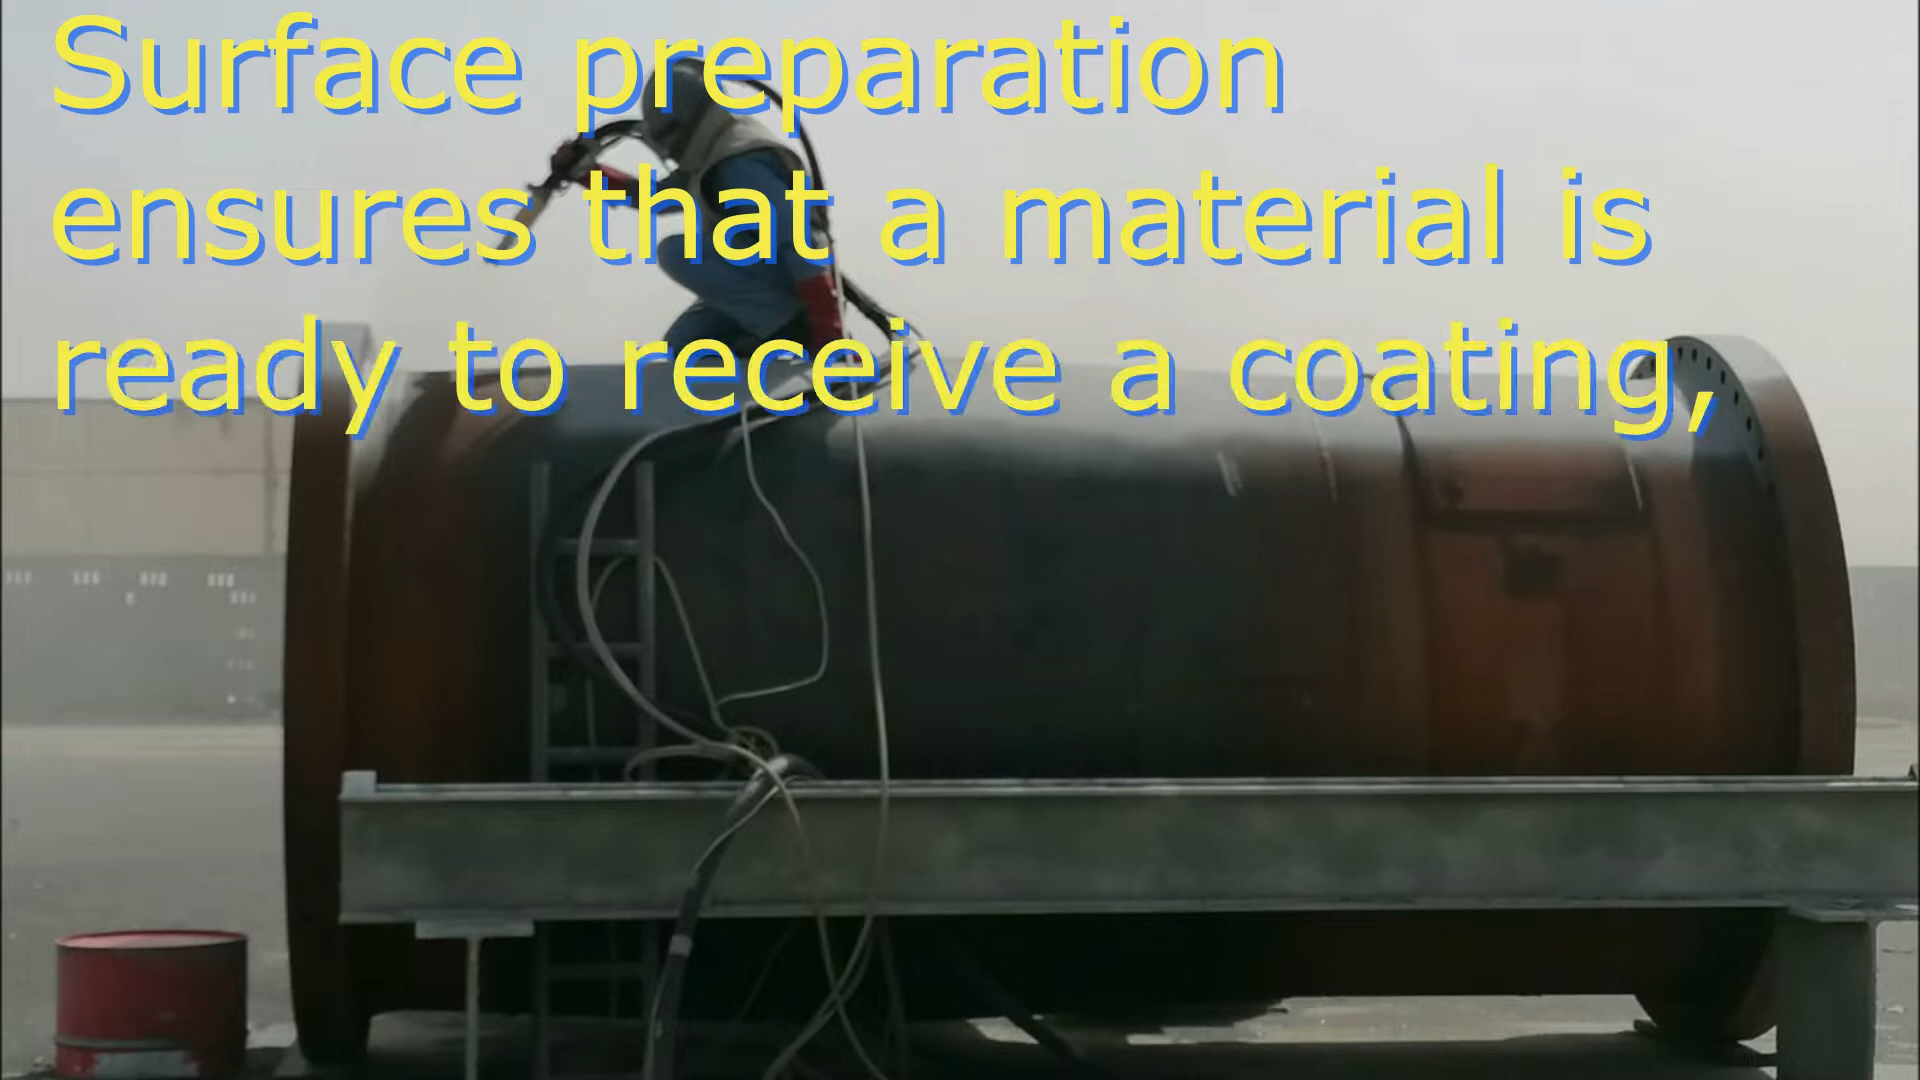 Surface preparation
ensures that a material is
ready to receive a coating,